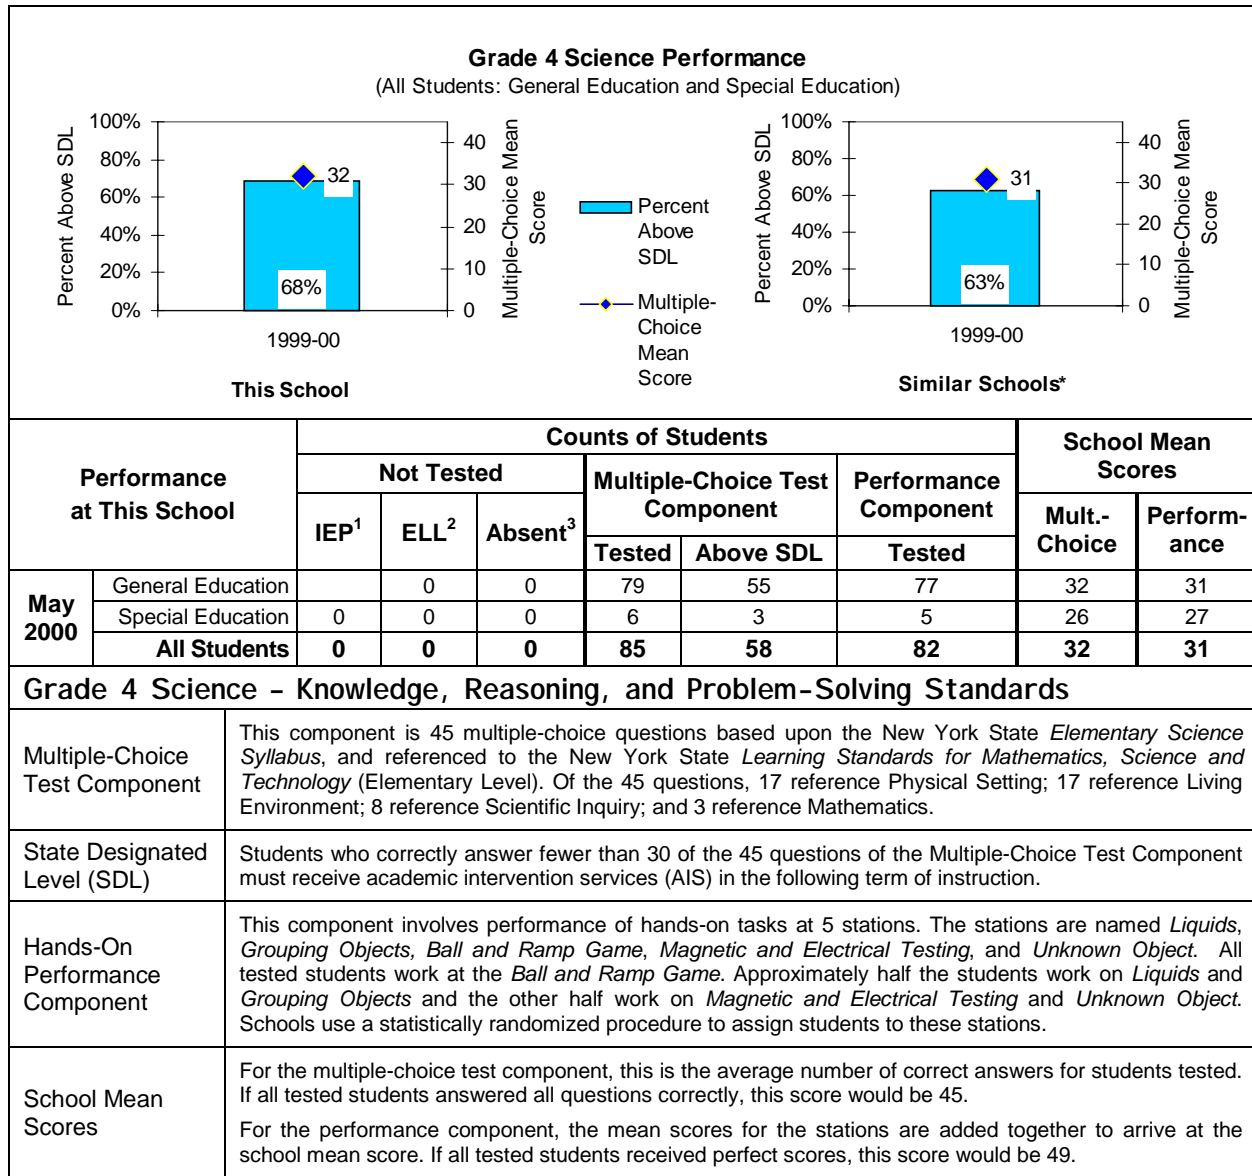 Grade 4 Science Performance
(All Students: General Education and Special Education)
Percent Above SDL
100%
80%
60%
40%
20%
0%
32
68%
40
30
20
10
0
Multiple-Choice Mean
Score
1999-00
This School
Percent
Above
SDL
Multiple-
Choice
Mean
Score
Percent Above SDL
100%
80%
60%
40%
20%
0%
31
63%
40
30
20
10
0
Multiple-Choice Mean
Score
1999-00
Similar Schools*
Performance
at This School
Counts of Students
School Mean
Scores
Not Tested
Multiple-Choice Test
Component
Performance
Component
IEP1 ELL2 Absent3
Mult.-
Choice
Perform-
ance
Tested Above SDL Tested
May
2000
General Education 0 0 79 55 77 32 31
Special Education 0 0 0 6 3 5 26 27
All Students 0 0 0 85 58 82 32 31
Grade 4 Science – Knowledge, Reasoning, and Problem-Solving Standards
Multiple-Choice
Test Component
This component is 45 multiple-choice questions based upon the New York State Elementary Science
Syllabus, and referenced to the New York State Learning Standards for Mathematics, Science and
Technology (Elementary Level). Of the 45 questions, 17 reference Physical Setting; 17 reference Living
Environment; 8 reference Scientific Inquiry; and 3 reference Mathematics.
State Designated
Level (SDL)
Students who correctly answer fewer than 30 of the 45 questions of the Multiple-Choice Test Component
must receive academic intervention services (AIS) in the following term of instruction.
Hands-On
Performance
Component
This component involves performance of hands-on tasks at 5 stations. The stations are named Liquids,
Grouping Objects, Ball and Ramp Game, Magnetic and Electrical Testing, and Unknown Object. All
tested students work at the Ball and Ramp Game. Approximately half the students work on Liquids and
Grouping Objects and the other half work on Magnetic and Electrical Testing and Unknown Object.
Schools use a statistically randomized procedure to assign students to these stations.
School Mean
Scores
For the multiple-choice test component, this is the average number of correct answers for students tested.
If all tested students answered all questions correctly, this score would be 45.
For the performance component, the mean scores for the stations are added together to arrive at the
school mean score. If all tested students received perfect scores, this score would be 49.